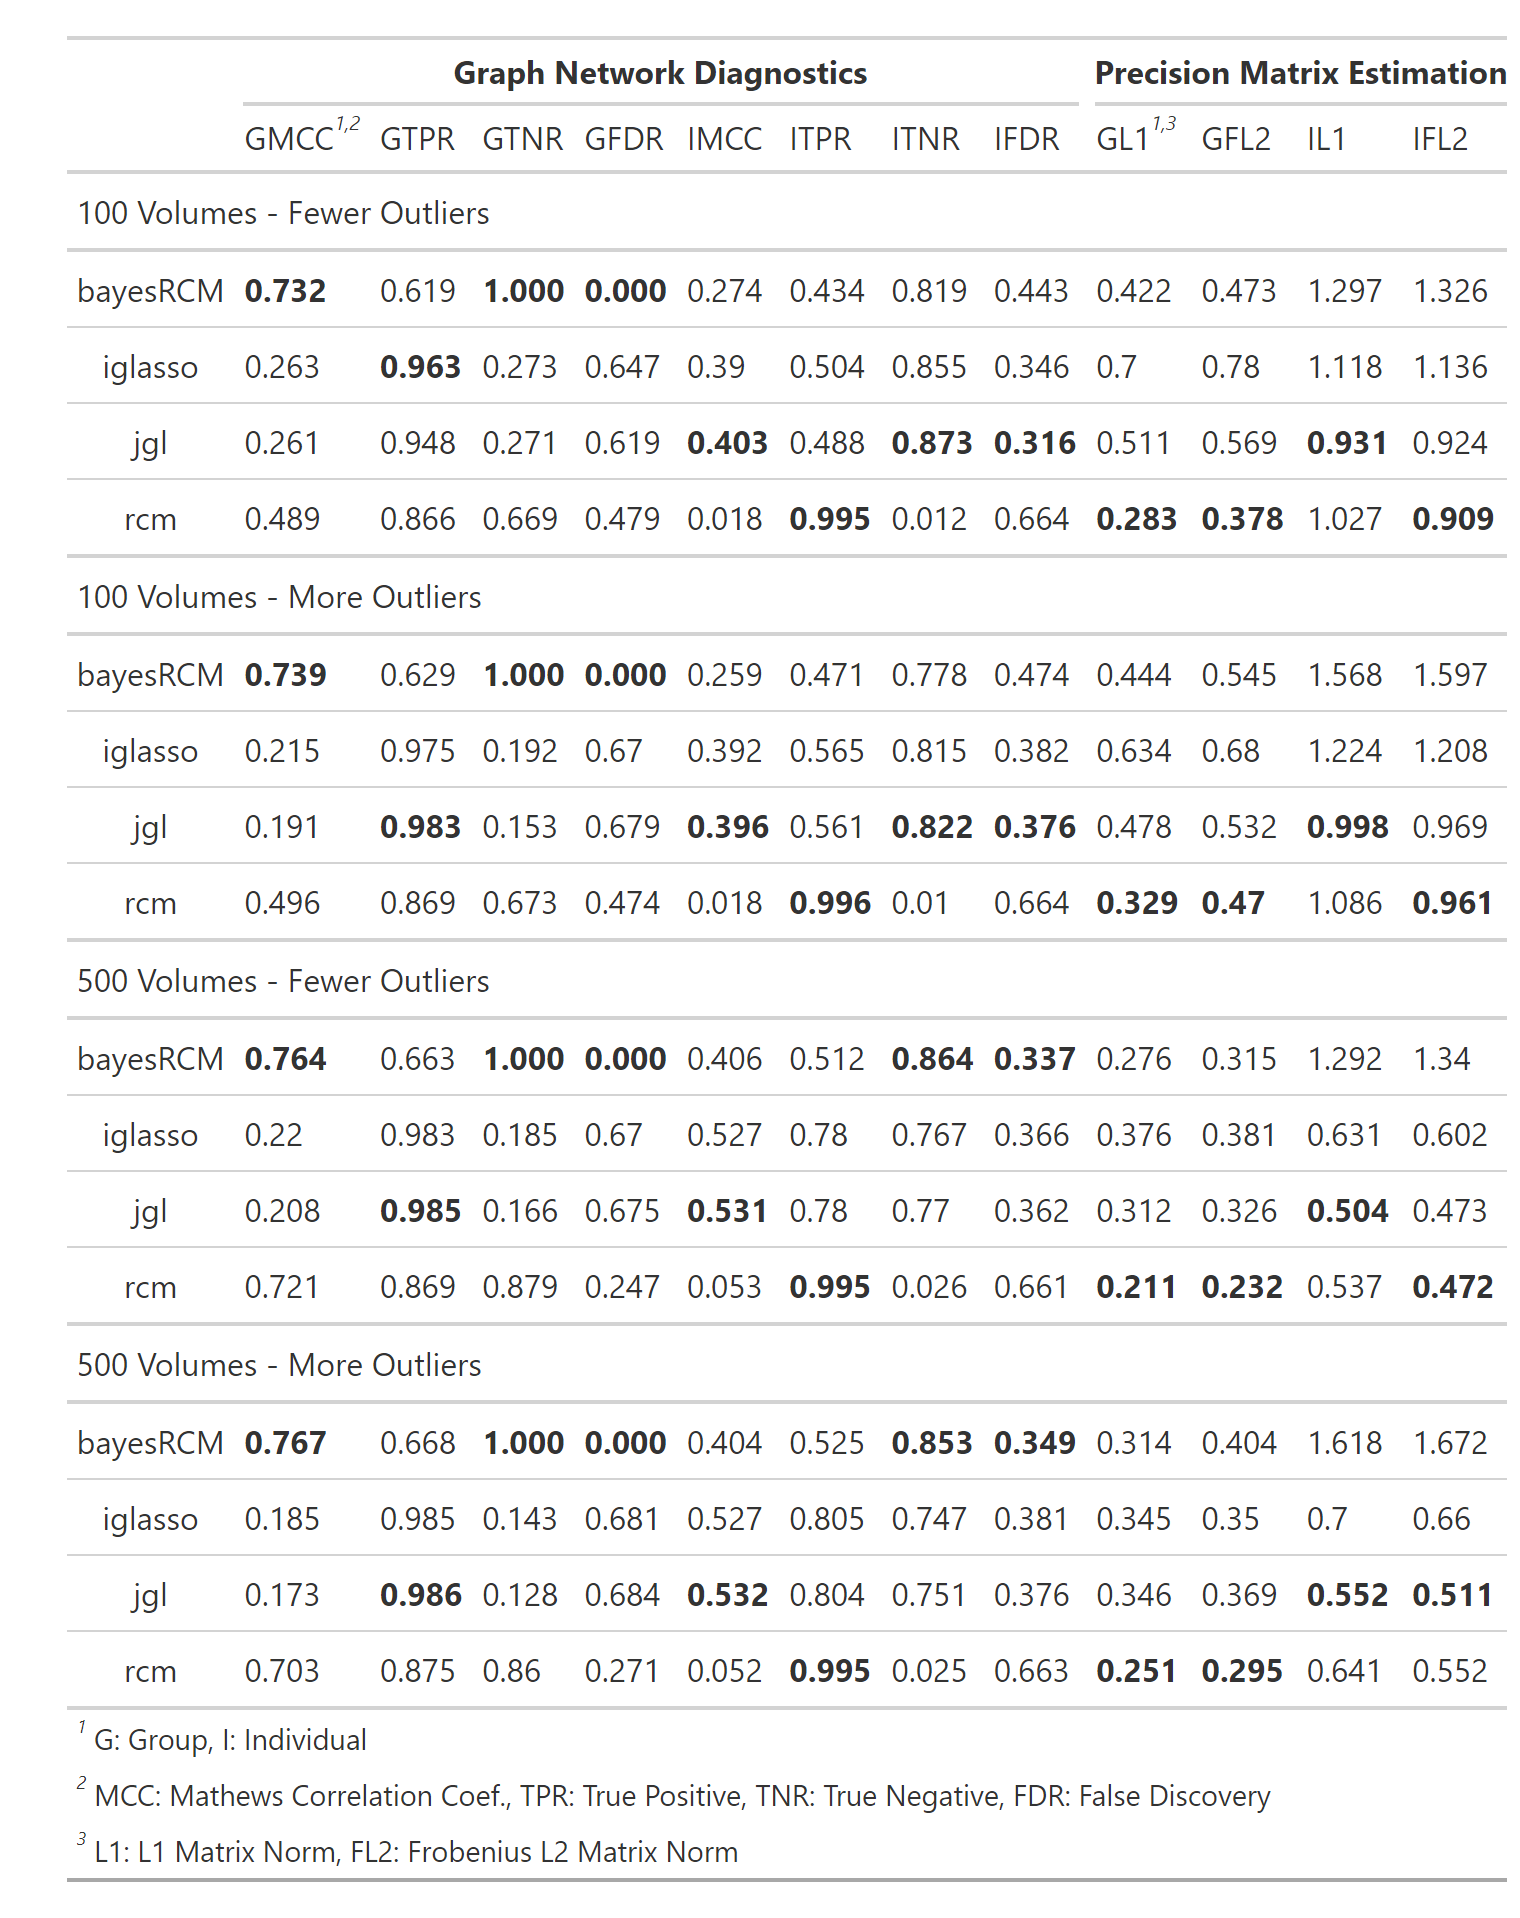 Graph Network Diagnostics Precision Matrix Estimation
GMCC1,2 GTPR GTNR GFDR IMCC ITPR ITNR IFDR GL11,3 GFL2 IL1 IFL2
100 Volumes - Fewer Outliers
bayesRCM 0.732 0.619 1.000 0.000 0.274 0.434 0.819 0.443 0.422 0.473 1.297 1.326
iglasso 0.263 0.963 0.273 0.647 0.39 0.504 0.855 0.346 0.7 0.78 1.118 1.136
jgl 0.261 0.948 0.271 0.619 0.403 0.488 0.873 0.316 0.511 0.569 0.931 0.924
rcm 0.489 0.866 0.669 0.479 0.018 0.995 0.012 0.664 0.283 0.378 1.027 0.909
100 Volumes - More Outliers
bayesRCM 0.739 0.629 1.000 0.000 0.259 0.471 0.778 0.474 0.444 0.545 1.568 1.597
iglasso 0.215 0.975 0.192 0.67 0.392 0.565 0.815 0.382 0.634 0.68 1.224 1.208
jgl 0.191 0.983 0.153 0.679 0.396 0.561 0.822 0.376 0.478 0.532 0.998 0.969
rcm 0.496 0.869 0.673 0.474 0.018 0.996 0.01 0.664 0.329 0.47 1.086 0.961
500 Volumes - Fewer Outliers
bayesRCM 0.764 0.663 1.000 0.000 0.406 0.512 0.864 0.337 0.276 0.315 1.292 1.34
iglasso 0.22 0.983 0.185 0.67 0.527 0.78 0.767 0.366 0.376 0.381 0.631 0.602
jgl 0.208 0.985 0.166 0.675 0.531 0.78 0.77 0.362 0.312 0.326 0.504 0.473
rcm 0.721 0.869 0.879 0.247 0.053 0.995 0.026 0.661 0.211 0.232 0.537 0.472
500 Volumes - More Outliers
bayesRCM 0.767 0.668 1.000 0.000 0.404 0.525 0.853 0.349 0.314 0.404 1.618 1.672
iglasso 0.185 0.985 0.143 0.681 0.527 0.805 0.747 0.381 0.345 0.35 0.7 0.66
jgl 0.173 0.986 0.128 0.684 0.532 0.804 0.751 0.376 0.346 0.369 0.552 0.511
rcm 0.703 0.875 0.86 0.271 0.052 0.995 0.025 0.663 0.251 0.295 0.641 0.552
1 G: Group, I: Individual
2 MCC: Mathews Correlation Coef., TPR: True Positive, TNR: True Negative, FDR: False Discovery
3 L1: L1 Matrix Norm, FL2: Frobenius L2 Matrix Norm